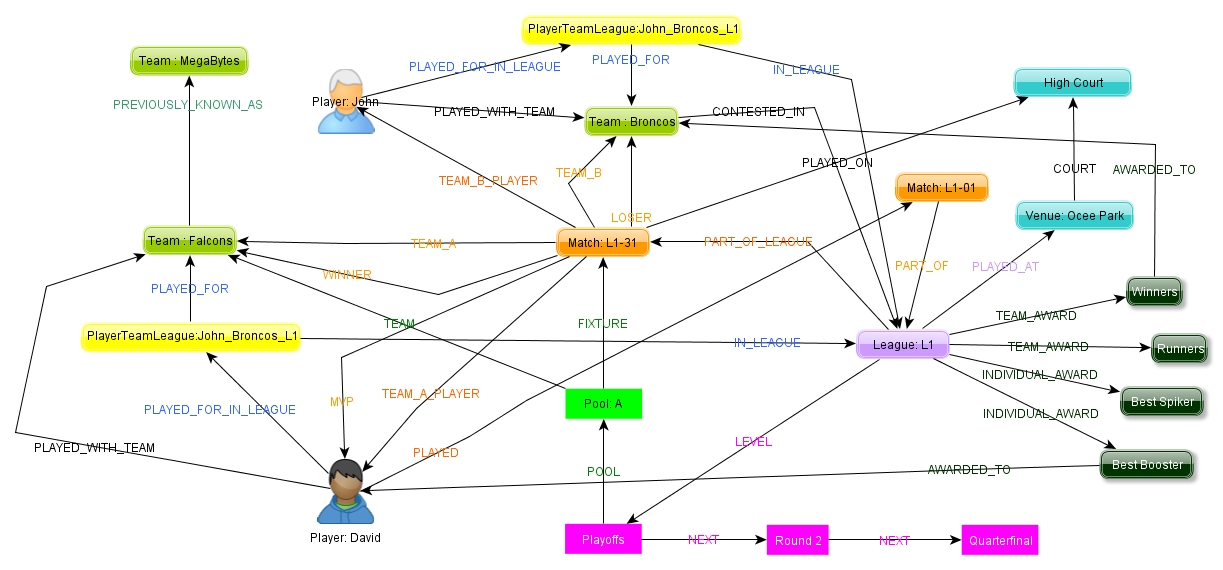 PlayerTeamLeague:John_Broncos_L1
Team : MegaBytes
PLAYED_FOR_IN_LEAGUE
PLAYED_FOR
IN_LEAGUE
High Court
PREVIOUSLY_KNOWN_AS
Player: John
PLAYED_WITH_TEAM
CONTESTED_IN
Team : Broncos
PLAYED_ON
COURT
AWARDED_TO
TEAM_B_PLAYER
TEAM_B
Match: L1-01
LOSER
Venue: Ocee Park
Team : Falcons
TEAM_A
Match: L1-31
PART_OF_LEAGUE
WINNER
PART_OF
PLAYED_AT
PLAYED_FOR
Winners
TEAM
FIXTURE
TEAM_AWARD
PlayerTeamLeague:John_Broncos_L1
IN_LEAGUE
League: L1
TEAM_AWARD
Runners
INDIVIDUAL_AWARD
TEAM_A_PLAYER
MVP
Pool: A
Best Spiker
PLAYED_FOR_IN_LEAGUE
INDIVIDUAL_AWARD
PLAYED_WITH_TEAM
PLAYED
LEVEL
POOL
AWARDED_TO
Best Booster
Player: David
Playoffs
NEXT
Round 2
NEXT
Quarterfinal